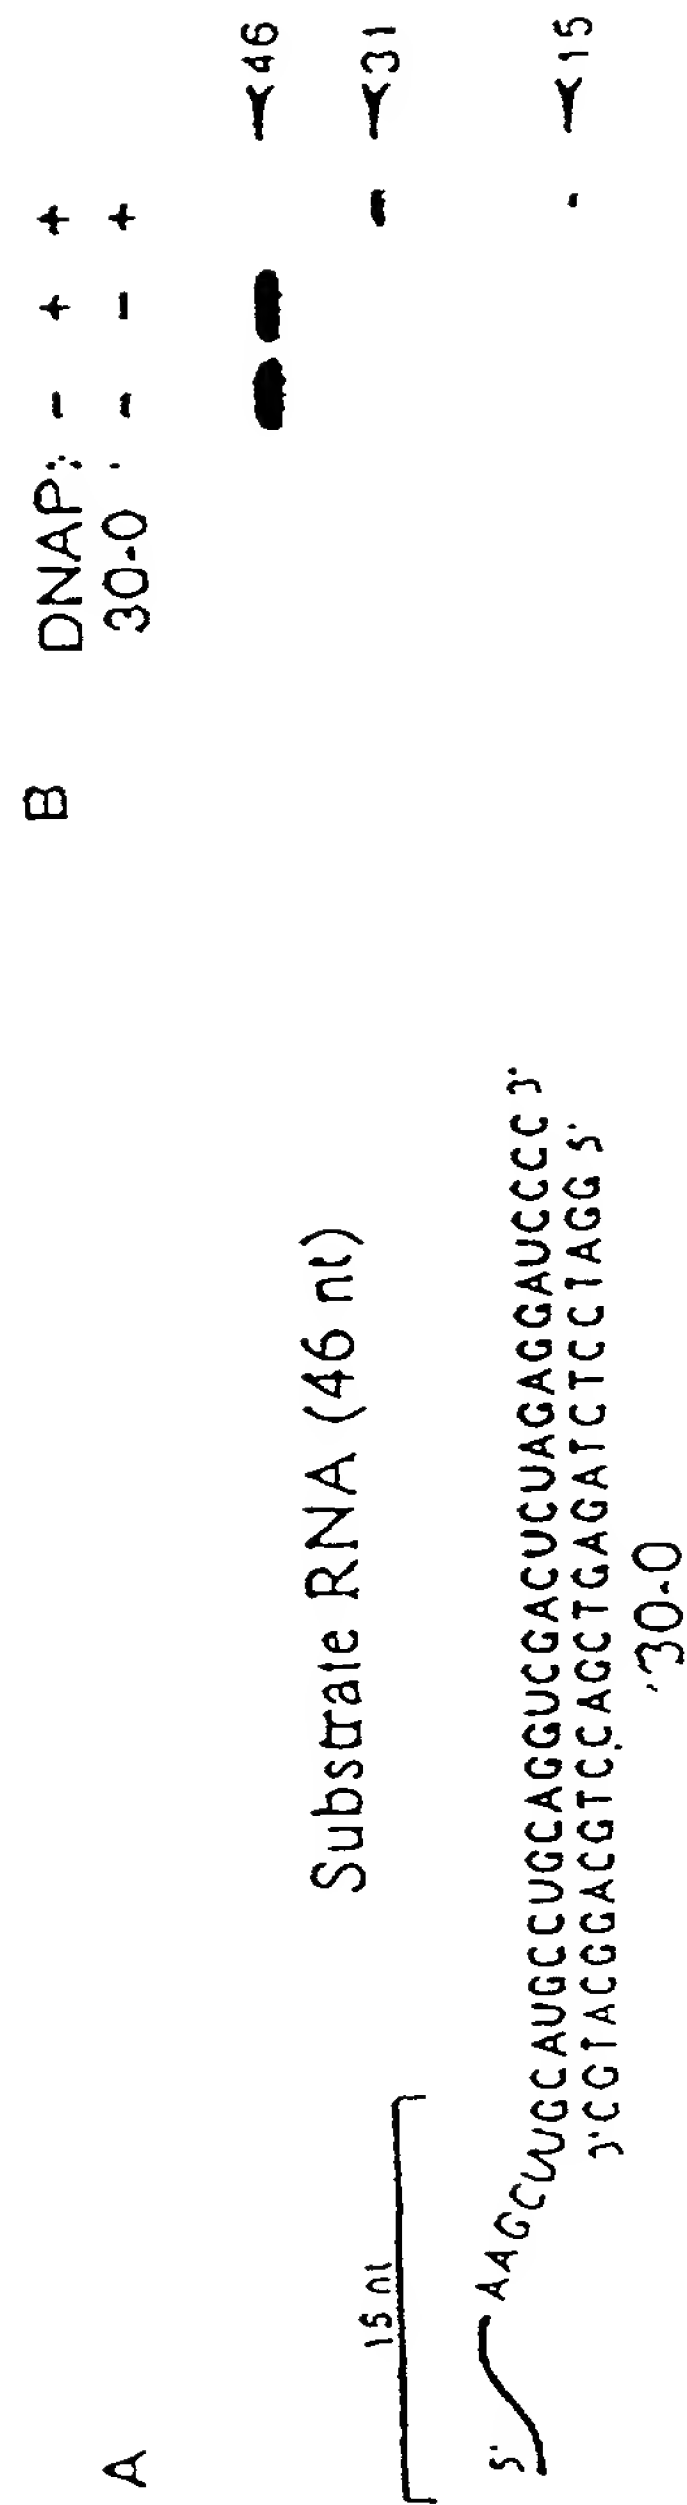 A
Substrate RNA (46 nt)
15 nt
5' AAGCUUGCAUGCCUGCAGGUCGACUCUAGAGGAUCCCC 3'
3' CGTACGGACGTCCAGCTGAGATCTCCTAGG 5'
30-0
B
DNAP: - + +
30-0 : - - +
46
31
15